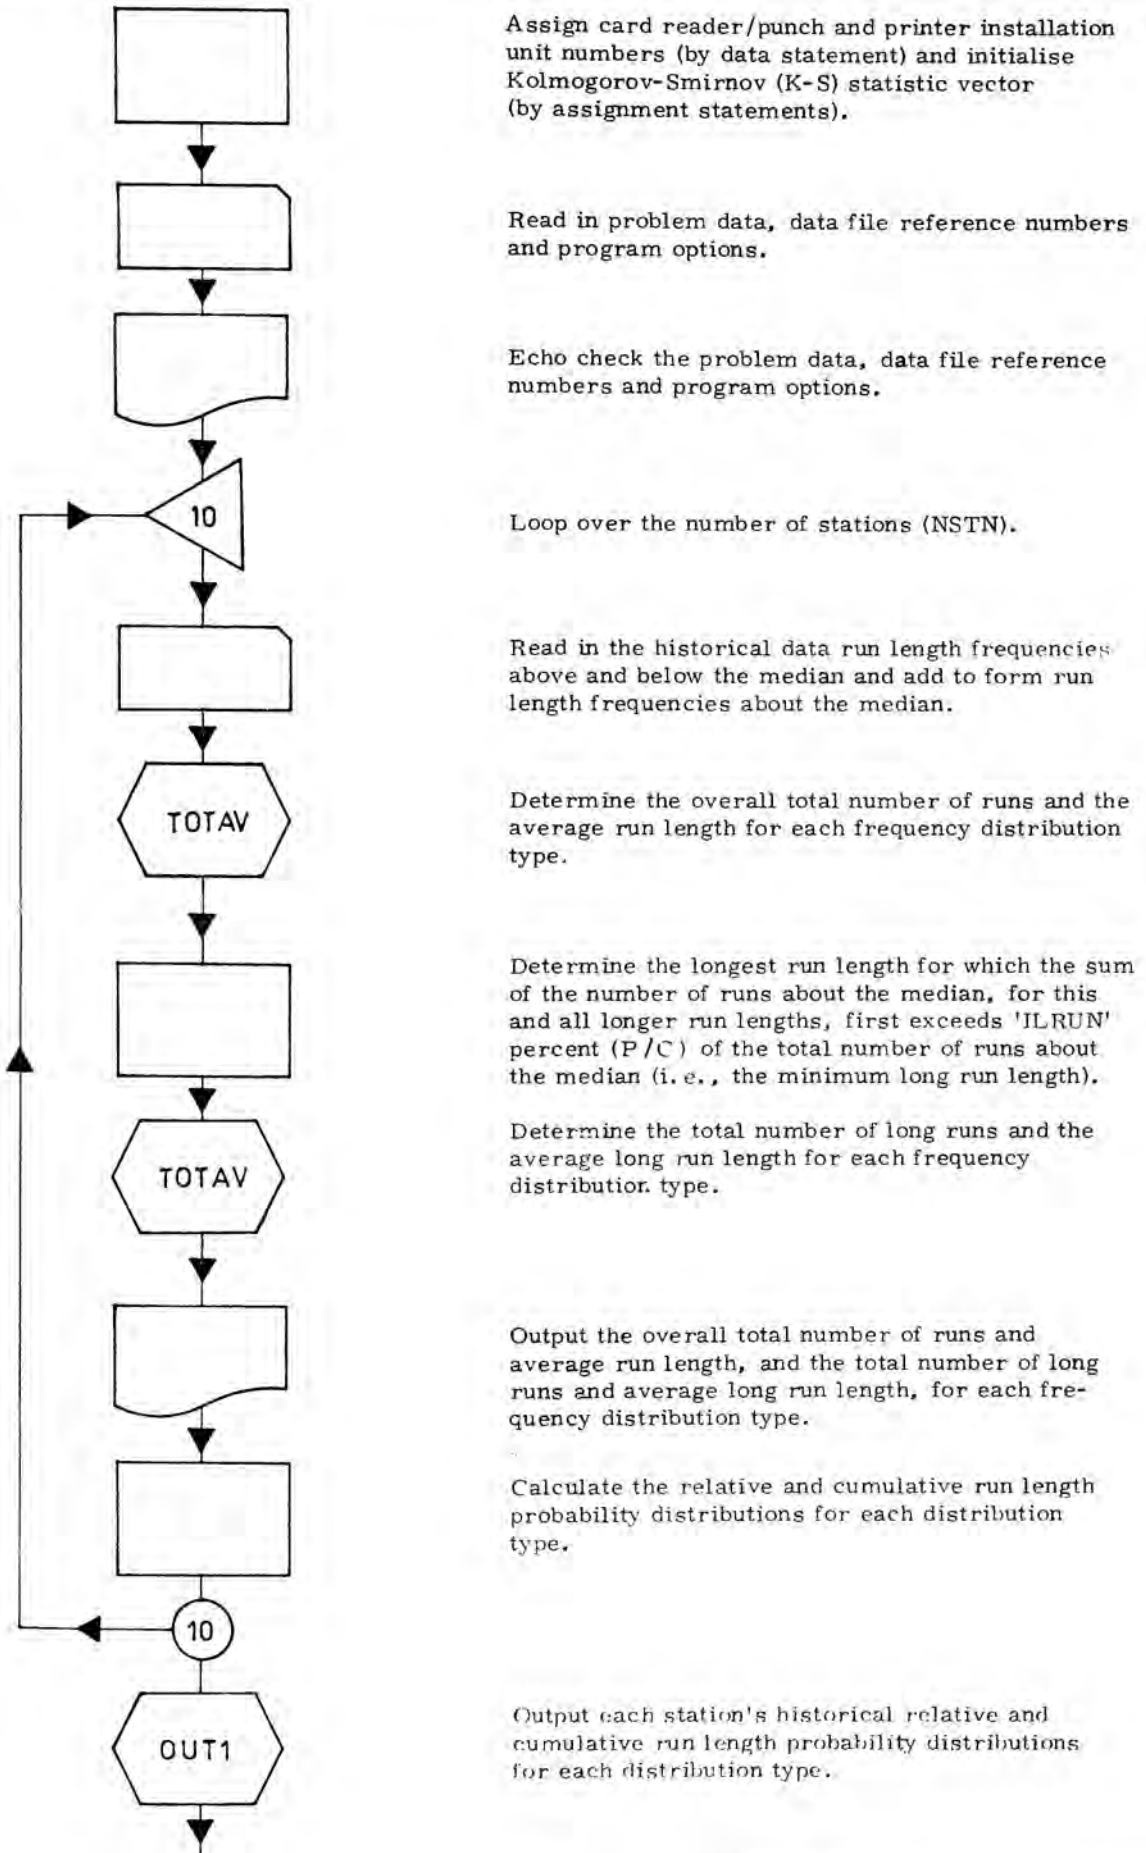 Assign card reader/punch and printer installation
unit numbers (by data statement) and initialise
Kolmogorov-Smirnov (K-S) statistic vector
(by assignment statements).
Read in problem data, data file reference numbers
and program options.
Echo check the problem data, data file reference
numbers and program options.
10
Loop over the number of stations (NSTN).
Read in the historical data run length frequencies
above and below the median and add to form run
length frequencies about the median.
TOTAV
Determine the overall total number of runs and the
average run length for each frequency distribution
type.
Determine the longest run length for which the sum
of the number of runs about the median, for this
and all longer run lengths, first exceeds 'ILRUN'
percent (P/C) of the total number of runs about
the median (i.e., the minimum long run length).
TOTAV
Determine the total number of long runs and the
average long run length for each frequency
distribution type.
Output the overall total number of runs and
average run length, and the total number of long
runs and average long run length, for each fre-
quency distribution type.
Calculate the relative and cumulative run length
probability distributions for each distribution
type.
10
OUT1
Output each station's historical relative and
cumulative run length probability distributions
for each distribution type.